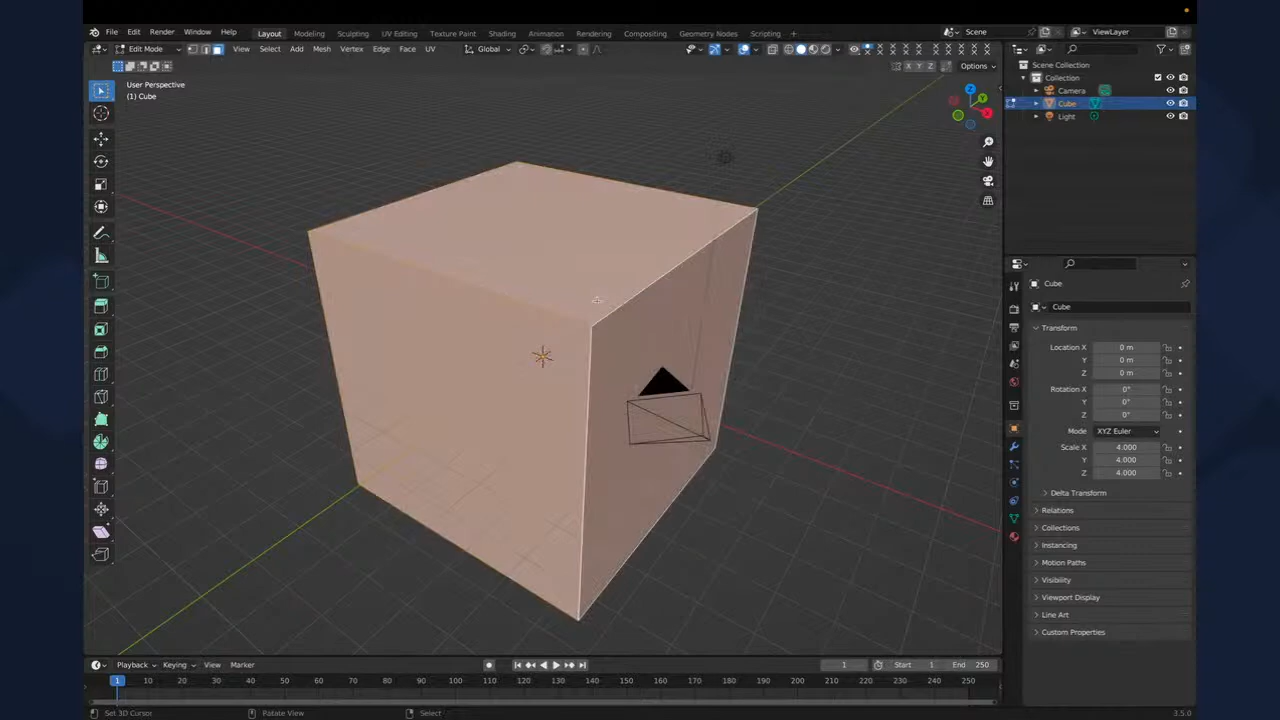 File Edit Render Window Help Layout Modeling Sculpting UV Editing Texture Paint Shading Animation Rendering Compositing Geometry Nodes Scripting + Scene ViewLayer
Edit Mode View Select Add Mesh Vertex Edge Face UV Global
X Y Z Options
User Perspective
(1) Cube
Scene Collection
Collection
Camera
Cube
Light
Cube
Cube
Transform
Location X 0 m
Y 0 m
Z 0 m
Rotation X 0°
Y 0°
Z 0°
Mode XYZ Euler
Scale X 4.000
Y 4.000
Z 4.000
Delta Transform
Relations
Collections
Instancing
Motion Paths
Visibility
Viewport Display
Line Art
Custom Properties
Playback Keying View Marker 1 Start 1 End 250
1 10 20 30 40 50 60 70 80 90 100 110 120 130 140 150 160 170 180 190 200 210 220 230 240 250
Set 3D Cursor Rotate View Select 3.5.0